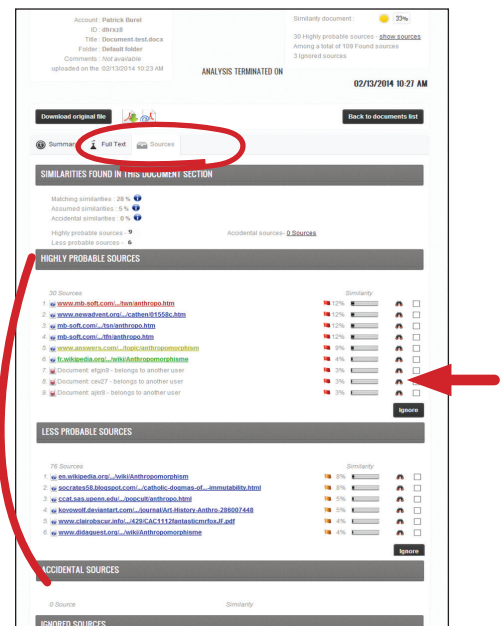 Account : Patrick Borel
ID : dhrxz8
Title : Document-test.docx
Folder : Default folder
Comments : Not available
uploaded on the 02/13/2014 10:23 AM
Similarity document : 33%
30 Highly probable sources - show sources
Among a total of 109 Found sources
3 Ignored sources
ANALYSIS TERMINATED ON
02/13/2014 10:27 AM
Download original file
Back to documents list
Summar Full Text Sources
SIMILARITIES FOUND IN THIS DOCUMENT SECTION
Matching similarities : 28 %
Assumed similarities : 5 %
Accidental similarities : 0 %
Highly probable sources - 9 Accidental sources- 0 Sources
Less probable sources - 6
HIGHLY PROBABLE SOURCES
30 Sources Similarity
1 www.mb-soft.com/.../twn/anthropo.htm 12%
2 www.newadvent.org/.../cathen/01558c.htm 12%
3 mb-soft.com/.../tsn/anthropo.htm 12%
4 mb-soft.com/.../tfn/anthropo.htm 12%
5 www.answers.com/.../topic/anthropomorphism 9%
6 fr.wikipedia.org/.../wiki/Anthropomorphisme 4%
7 Document: efgjn9 - belongs to another user 3%
8 Document: cev27 - belongs to another user 3%
9 Document: ajxr8 - belongs to another user 3%
Ignore
LESS PROBABLE SOURCES
76 Sources Similarity
1 en.wikipedia.org/.../wiki/Anthropomorphism 8%
2 socrates58.blogspot.com/.../catholic-dogmas-of...-immutability.html 8%
3 ccat.sas.upenn.edu/.../popcult/anthropo.html 5%
4 kovowolf.deviantart.com/.../journal/Art-History-Anthro-286007448 5%
5 www.clairobscur.info/.../429/CAC1112fantasticmrfoxJF.pdf 4%
6 www.didaquest.org/.../wiki/Anthropomorphisme 4%
Ignore
ACCIDENTAL SOURCES
0 Source Similarity
IGNORED SOURCES